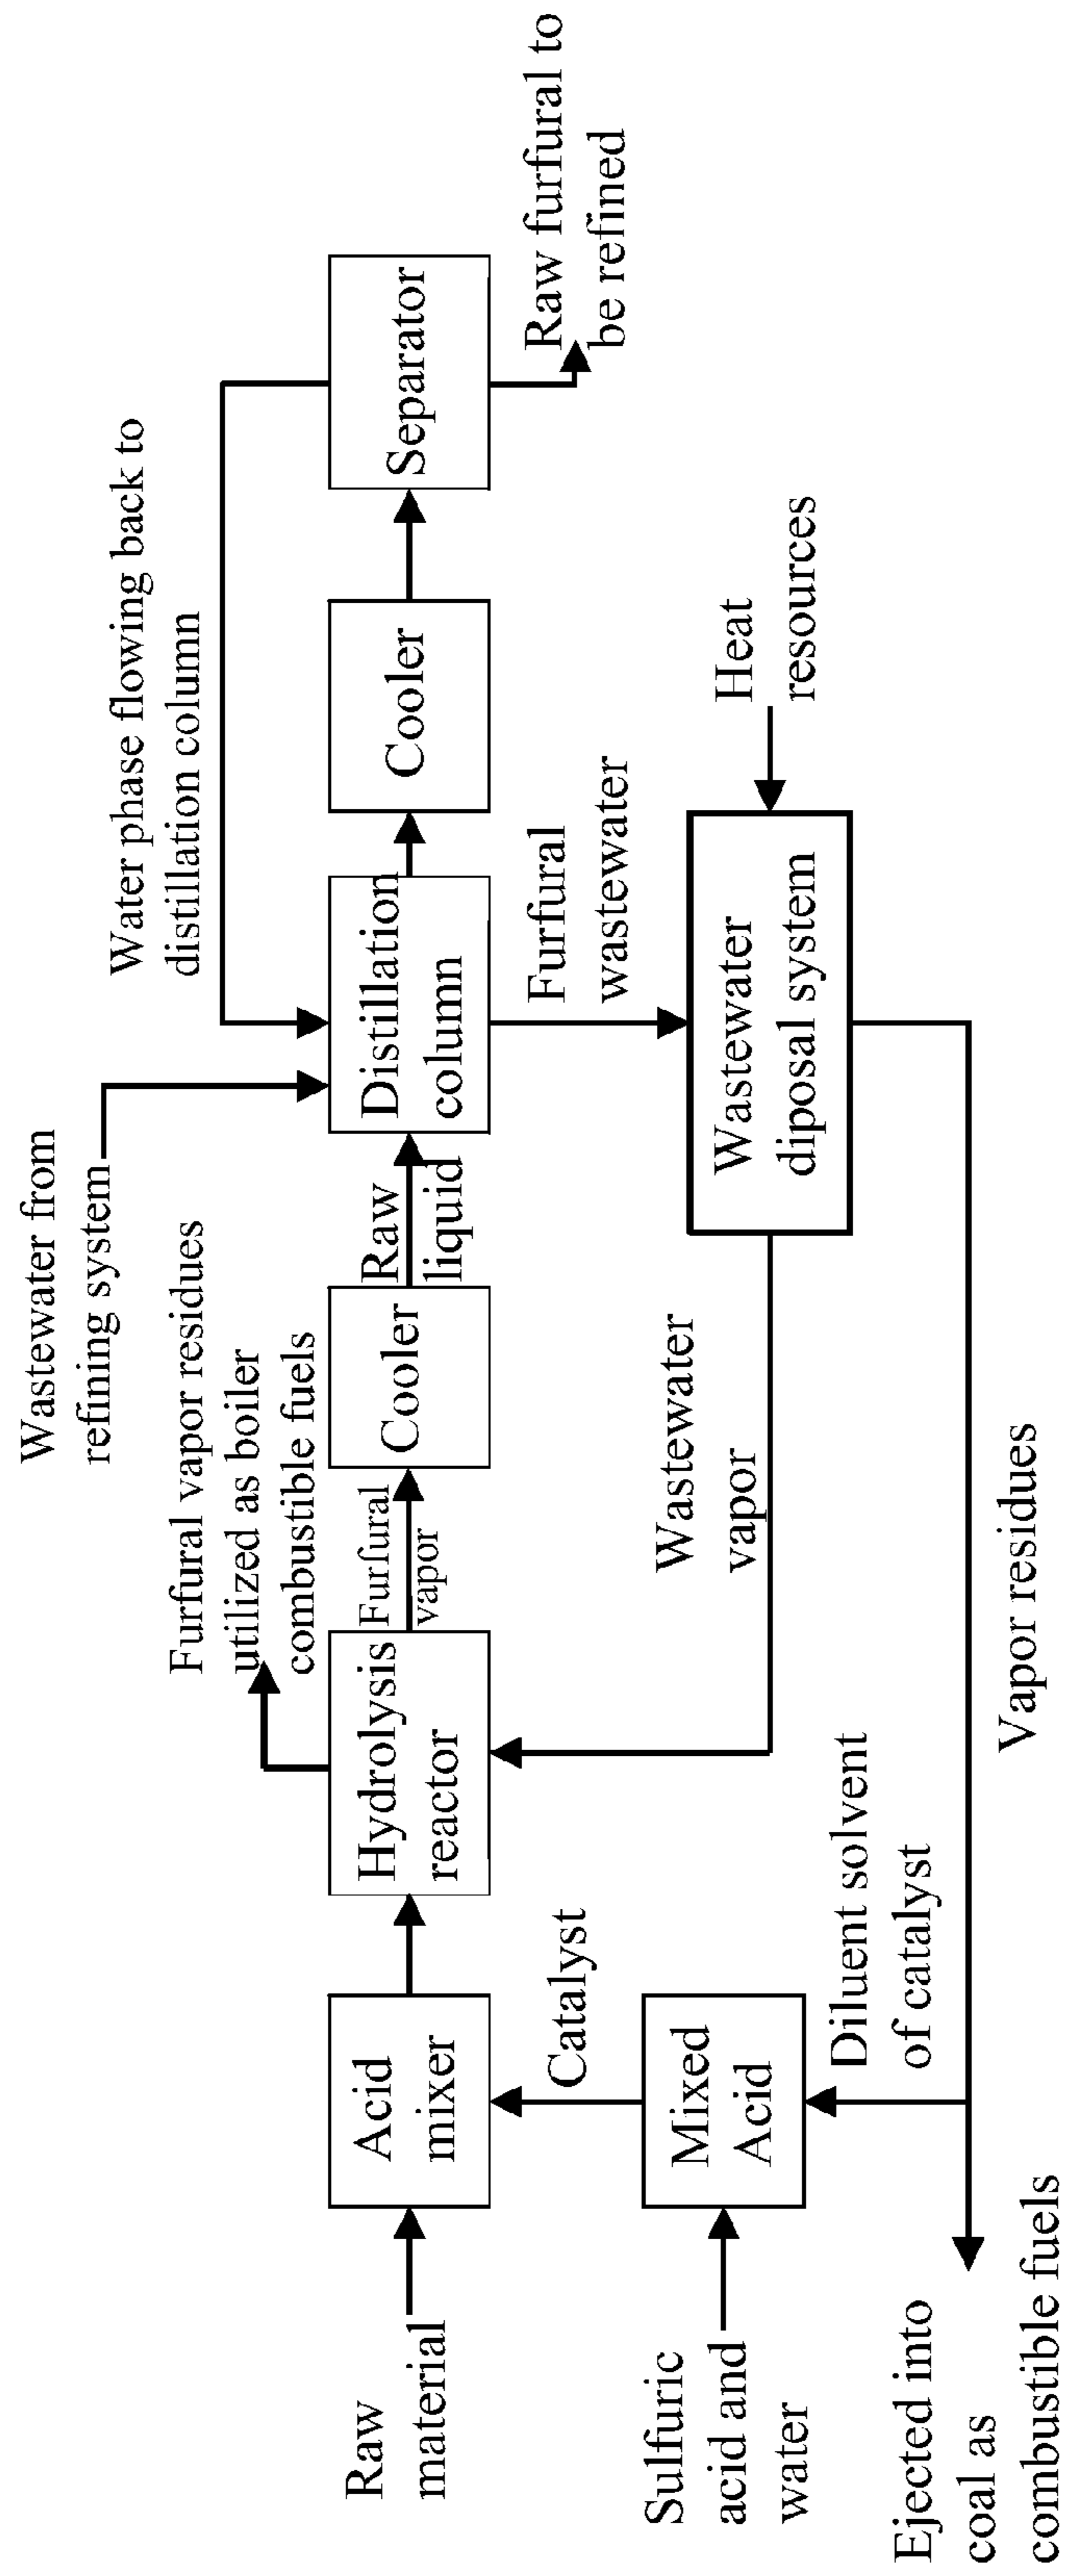 Wastewater from
refining system
Water phase flowing back to
distillation column
Furfural vapor residues
utilized as boiler
combustible fuels
Raw
material
Acid
mixer
Hydrolysis
reactor
Furfural
vapor
Cooler
Raw
liquid
Distillation
column
Cooler
Separator
Raw furfural to
be refined
Catalyst
Furfural
wastewater
Sulfuric
acid and
water
Mixed
Acid
Wastewater
vapor
Wastewater
diposal system
Heat
resources
Diluent solvent
of catalyst
Vapor residues
Ejected into
coal as
combustible fuels